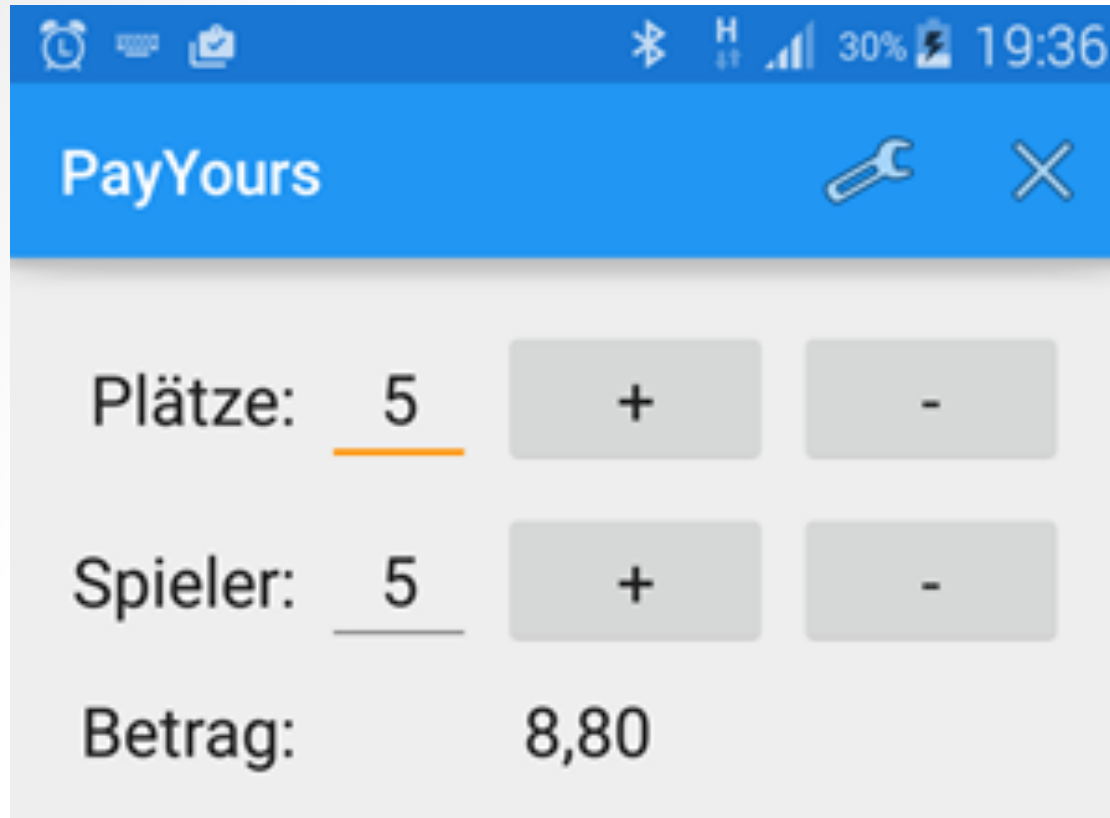 H 30% 19:36
PayYours
Plätze: 5 + -
Spieler: 5 + -
Betrag: 8,80